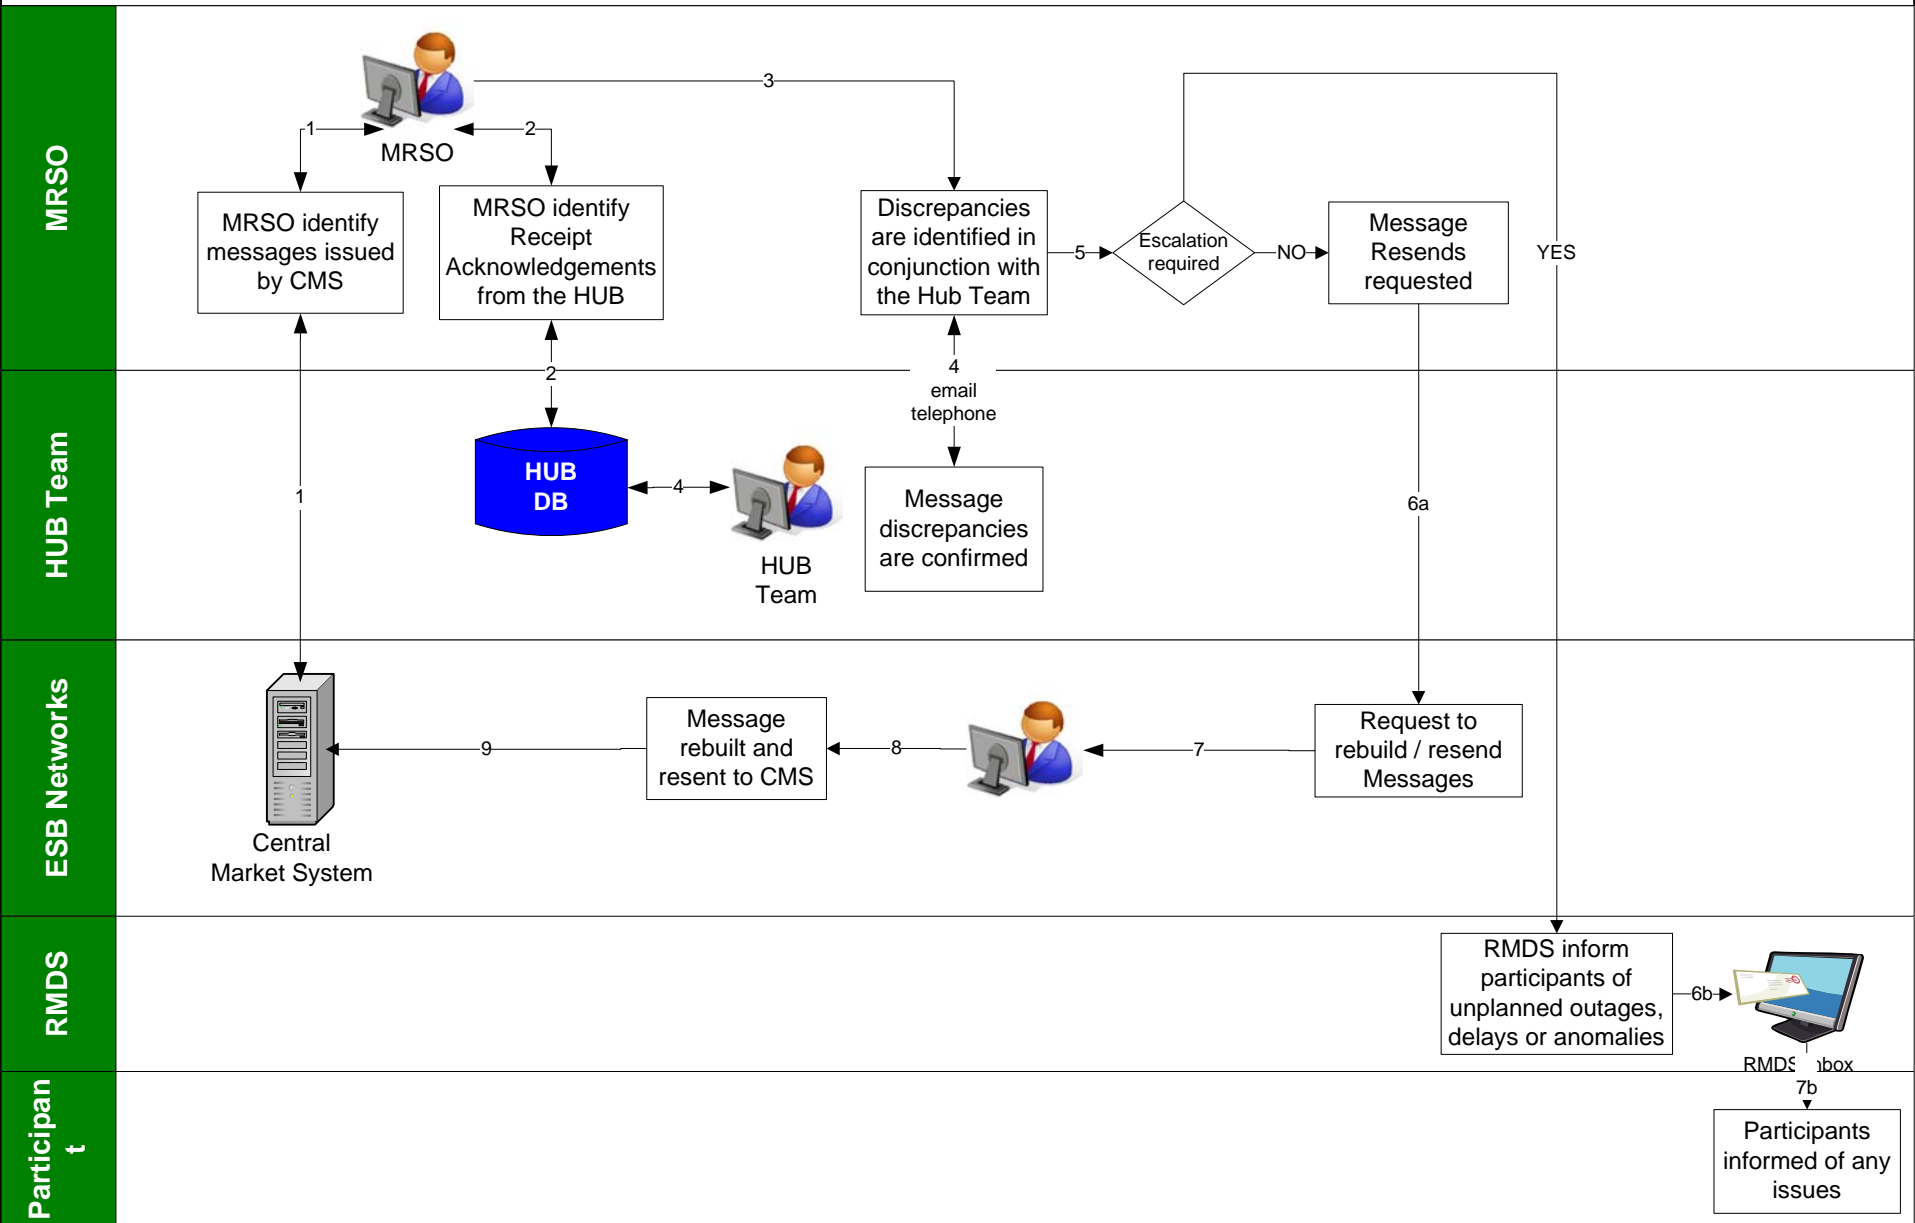 MRSO
1
2
3
MRSO
MRSO identify
messages issued
by CMS
MRSO identify
Receipt
Acknowledgements
from the HUB
Discrepancies
are identified in
conjunction with
the Hub Team
5
Escalation
required
NO
Message
Resends
requested
YES
HUB Team
1
2
HUB
DB
4
HUB
Team
4
email
telephone
Message
discrepancies
are confirmed
6a
ESB Networks
Central
Market System
9
Message
rebuilt and
resent to CMS
8
7
Request to
rebuild / resend
Messages
RMDS
RMDS inform
participants of
unplanned outages,
delays or anomalies
6b
RMDS
Participan
t
7b
Participants
informed of any
issues